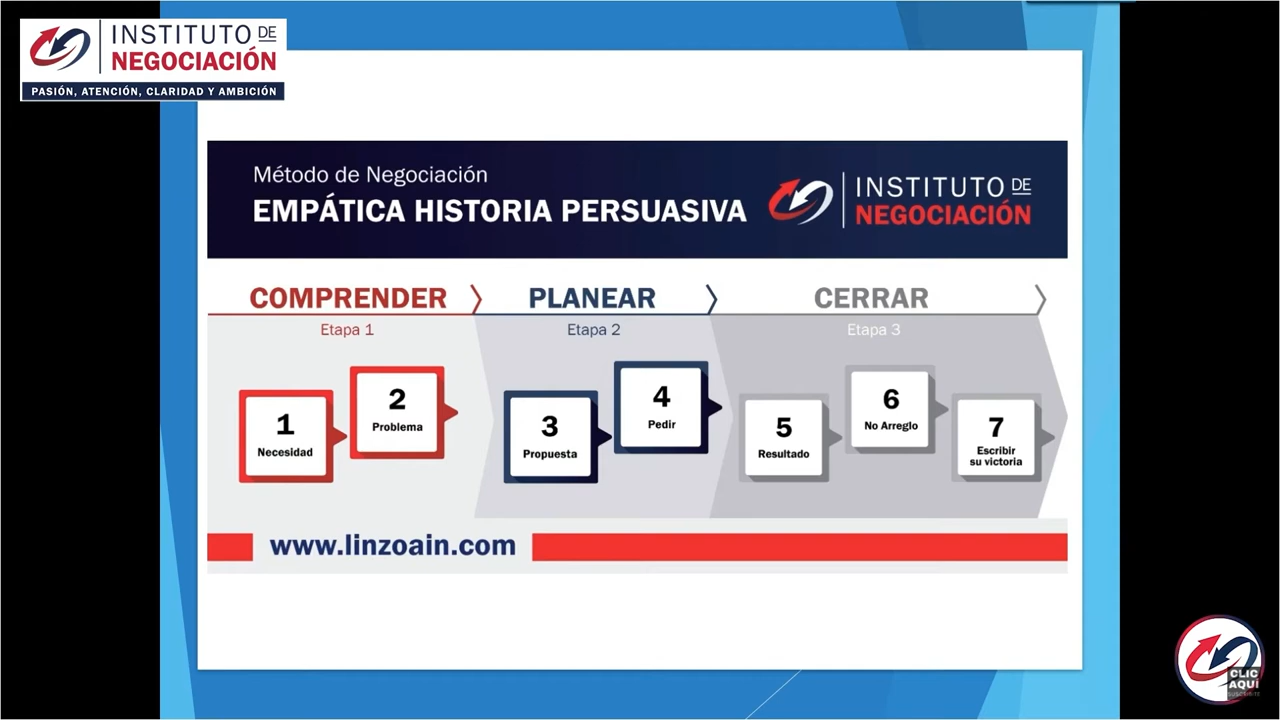 INSTITUTO DE
NEGOCIACIÓN
PASIÓN, ATENCIÓN, CLARIDAD Y AMBICIÓN
Método de Negociación
EMPÁTICA HISTORIA PERSUASIVA
INSTITUTO DE
NEGOCIACIÓN
COMPRENDER
PLANEAR
CERRAR
Etapa 1
Etapa 2
Etapa 3
1
Necesidad
2
Problema
3
Propuesta
4
Pedir
5
Resultado
6
No Arreglo
7
Escribir
su victoria
www.linzoain.com
CLIC
AQUÍ